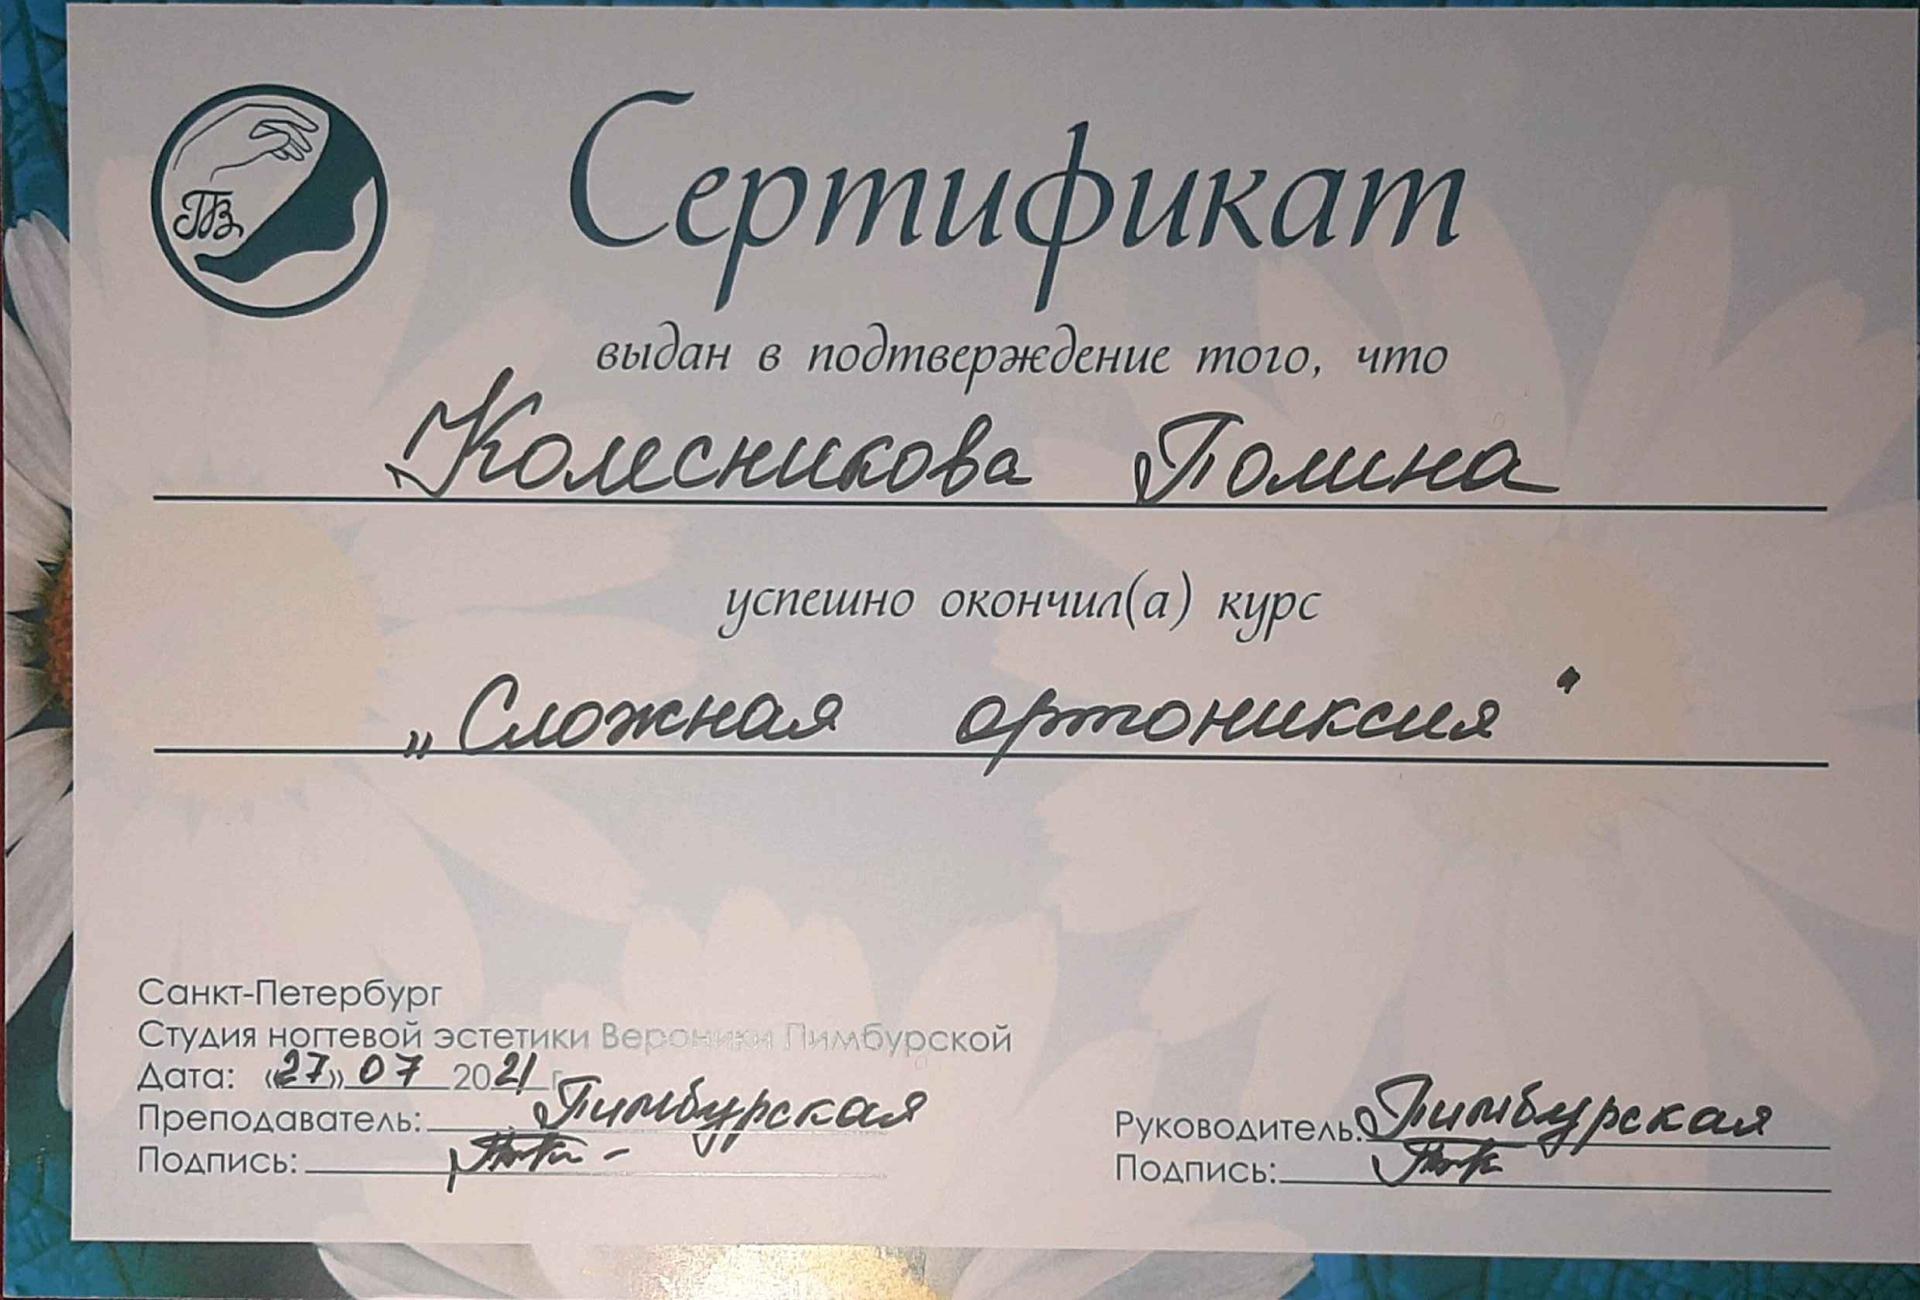 ПВ
Сертификат
выдан в подтверждение того, что
Колесникова Полина
успешно окончил(а) курс
„Сложная ортониксия“
Санкт-Петербург
Студия ногтевой эстетики Вероники Пимбурской
Дата: «27» 07 2021 г.
Преподаватель: Пимбурская
Подпись:
Руководитель: Пимбурская
Подпись: